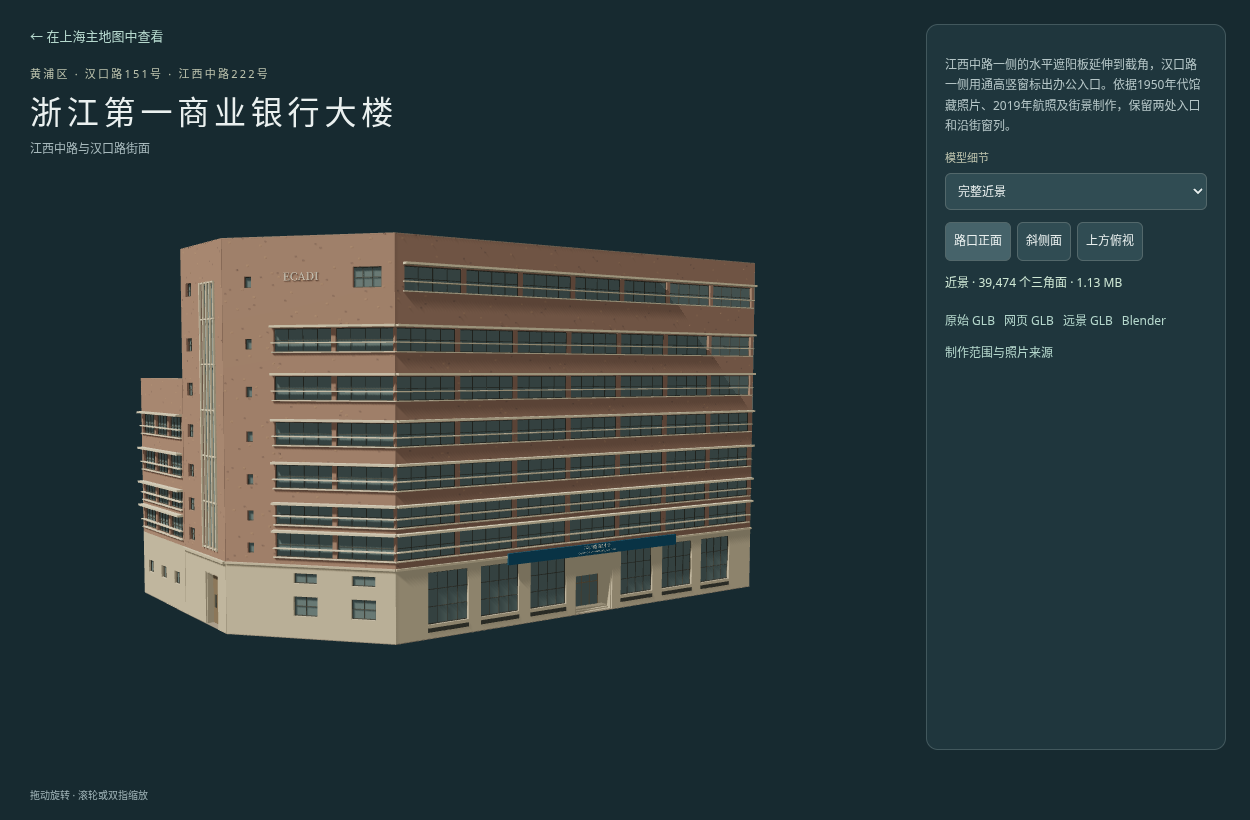 ← 在上海主地图中查看
黄浦区 · 汉口路151号 · 江西中路222号
浙江第一商业银行大楼
江西中路与汉口路街面
ECADI
拖动旋转 · 滚轮或双指缩放
江西中路一侧的水平遮阳板延伸到截角，汉口路
一侧用通高竖窗标出办公入口。依据1950年代馆
藏照片、2019年航照及街景制作，保留两处入口
和沿街窗列。
模型细节
完整近景
路口正面 斜侧面 上方俯视
近景 · 39,474 个三角面 · 1.13 MB
原始 GLB 网页 GLB 远景 GLB Blender
制作范围与照片来源